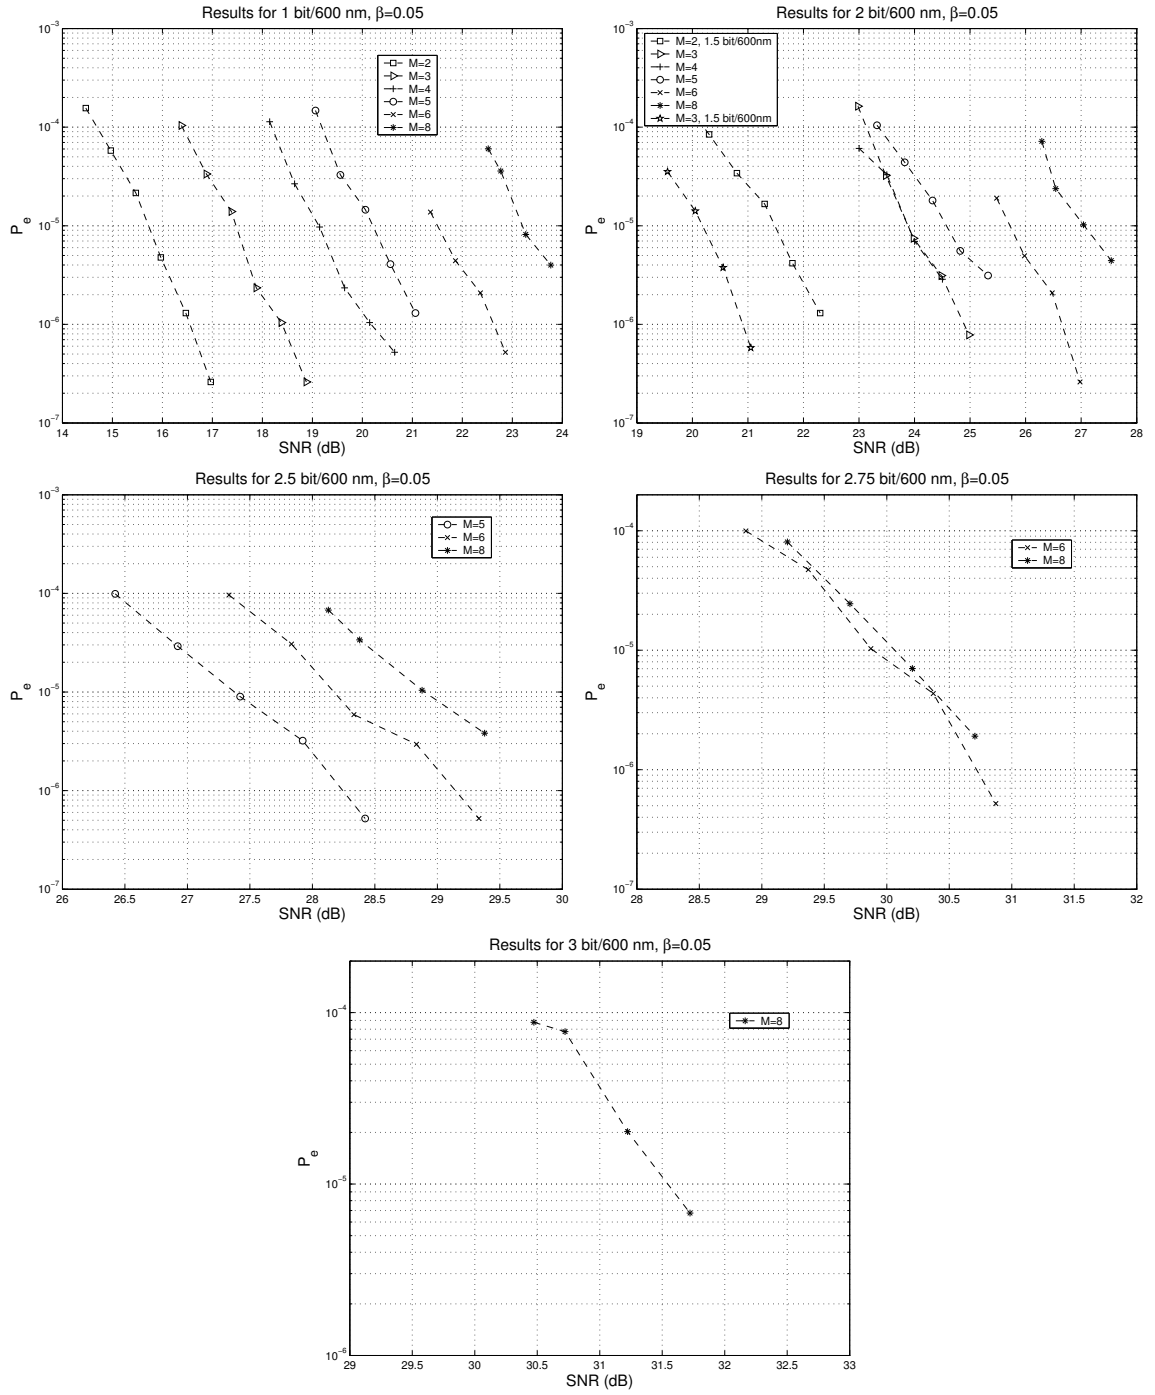 Results for 1 bit/600 nm, β=0.05
10⁻³
10⁻⁴
10⁻⁵
10⁻⁶
10⁻⁷
P_e
M=2
M=3
M=4
M=5
M=6
M=8
14 15 16 17 18 19 20 21 22 23 24
SNR (dB)
Results for 2 bit/600 nm, β=0.05
10⁻³
10⁻⁴
10⁻⁵
10⁻⁶
10⁻⁷
P_e
M=2, 1.5 bit/600nm
M=3
M=4
M=5
M=6
M=8
M=3, 1.5 bit/600nm
19 20 21 22 23 24 25 26 27 28
SNR (dB)
Results for 2.5 bit/600 nm, β=0.05
10⁻³
10⁻⁴
10⁻⁵
10⁻⁶
10⁻⁷
P_e
M=5
M=6
M=8
26 26.5 27 27.5 28 28.5 29 29.5 30
SNR (dB)
Results for 2.75 bit/600 nm, β=0.05
10⁻⁴
10⁻⁵
10⁻⁶
10⁻⁷
P_e
M=6
M=8
28 28.5 29 29.5 30 30.5 31 31.5 32
SNR (dB)
Results for 3 bit/600 nm, β=0.05
10⁻⁴
10⁻⁵
10⁻⁶
P_e
M=8
29 29.5 30 30.5 31 31.5 32 32.5 33
SNR (dB)